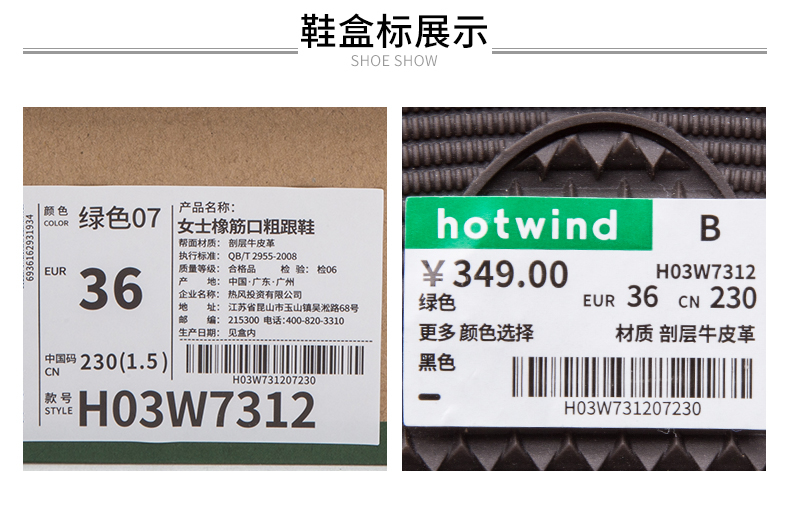 鞋盒标展示
SHOE SHOW
6936162931934
颜色
COLOR
绿色07
EUR
36
中国码
CN
230(1.5)
款号
STYLE
H03W7312
产品名称：
女士橡筋口粗跟鞋
帮面材质： 剖层牛皮革
执行标准： QB/T 2955-2008
质量等级： 合格品 检 验： 检06
产 地： 中国·广东·广州
企业名称： 热风投资有限公司
地 址： 江苏省昆山市玉山镇吴淞路68号
邮 编： 215300 电话:400-820-3310
生产日期： 见盒内
H03W731207230
hotwind
B
￥349.00
H03W7312
绿色
EUR 36 CN 230
更多颜色选择
材质 剖层牛皮革
黑色
H03W731207230